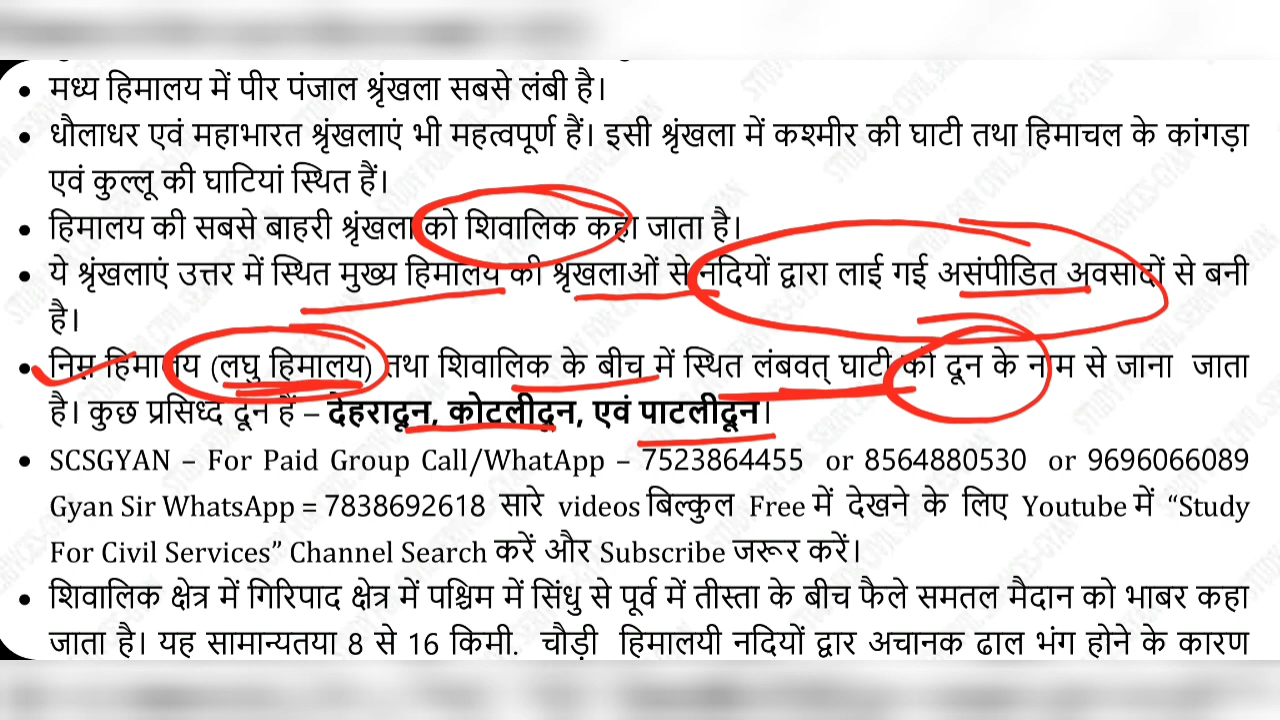 • मध्य हिमालय में पीर पंजाल श्रृंखला सबसे लंबी है।
• धौलाधर एवं महाभारत श्रृंखलाएं भी महत्वपूर्ण हैं। इसी श्रृंखला में कश्मीर की घाटी तथा हिमाचल के कांगड़ा
एवं कुल्लू की घाटियां स्थित हैं।
• हिमालय की सबसे बाहरी श्रृंखला को शिवालिक कहा जाता है।
• ये श्रृंखलाएं उत्तर में स्थित मुख्य हिमालय की श्रृंखलाओं से नदियों द्वारा लाई गई असंपीडित अवसादों से बनी
है।
• निम्न हिमालय (लघु हिमालय) तथा शिवालिक के बीच में स्थित लंबवत् घाटी को दून के नाम से जाना जाता
है। कुछ प्रसिध्द दून हैं – देहरादून, कोटलीदून, एवं पाटलीदून।
• SCSGYAN – For Paid Group Call/WhatApp – 7523864455 or 8564880530 or 9696066089
Gyan Sir WhatsApp = 7838692618 सारे videos बिल्कुल Free में देखने के लिए Youtube में “Study
For Civil Services” Channel Search करें और Subscribe जरूर करें।
• शिवालिक क्षेत्र में गिरिपाद क्षेत्र में पश्चिम में सिंधु से पूर्व में तीस्ता के बीच फैले समतल मैदान को भाबर कहा
जाता है। यह सामान्यतया 8 से 16 किमी. चौड़ी हिमालयी नदियों द्वार अचानक ढाल भंग होने के कारण